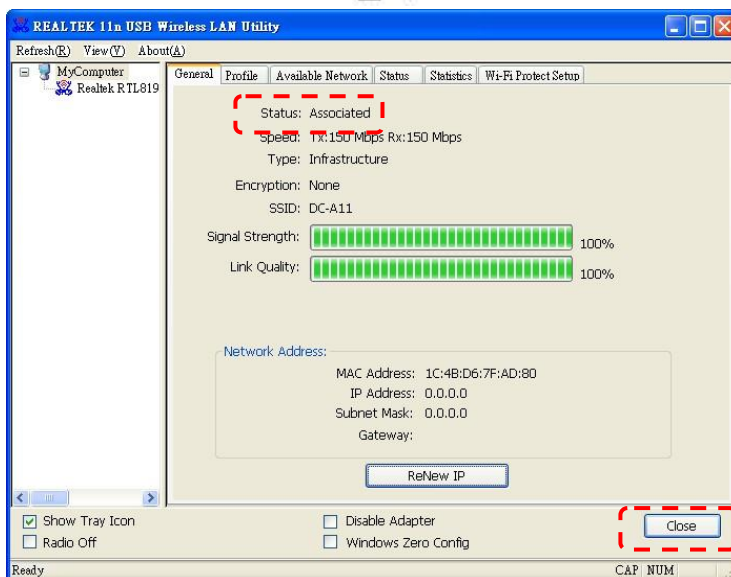 REALTEK 11n USB Wireless LAN Utility
Refresh(R) View(V) About(A)
MyComputer
Realtek RTL819
General Profile Available Network Status Statistics Wi-Fi Protect Setup
Status: Associated
Speed: Tx:150 Mbps Rx:150 Mbps
Type: Infrastructure
Encryption: None
SSID: DC-A11
Signal Strength: 100%
Link Quality: 100%
Network Address:
MAC Address: 1C:4B:D6:7F:AD:80
IP Address: 0.0.0.0
Subnet Mask: 0.0.0.0
Gateway:
ReNew IP
Show Tray Icon Disable Adapter Close
Radio Off Windows Zero Config
Ready CAP NUM